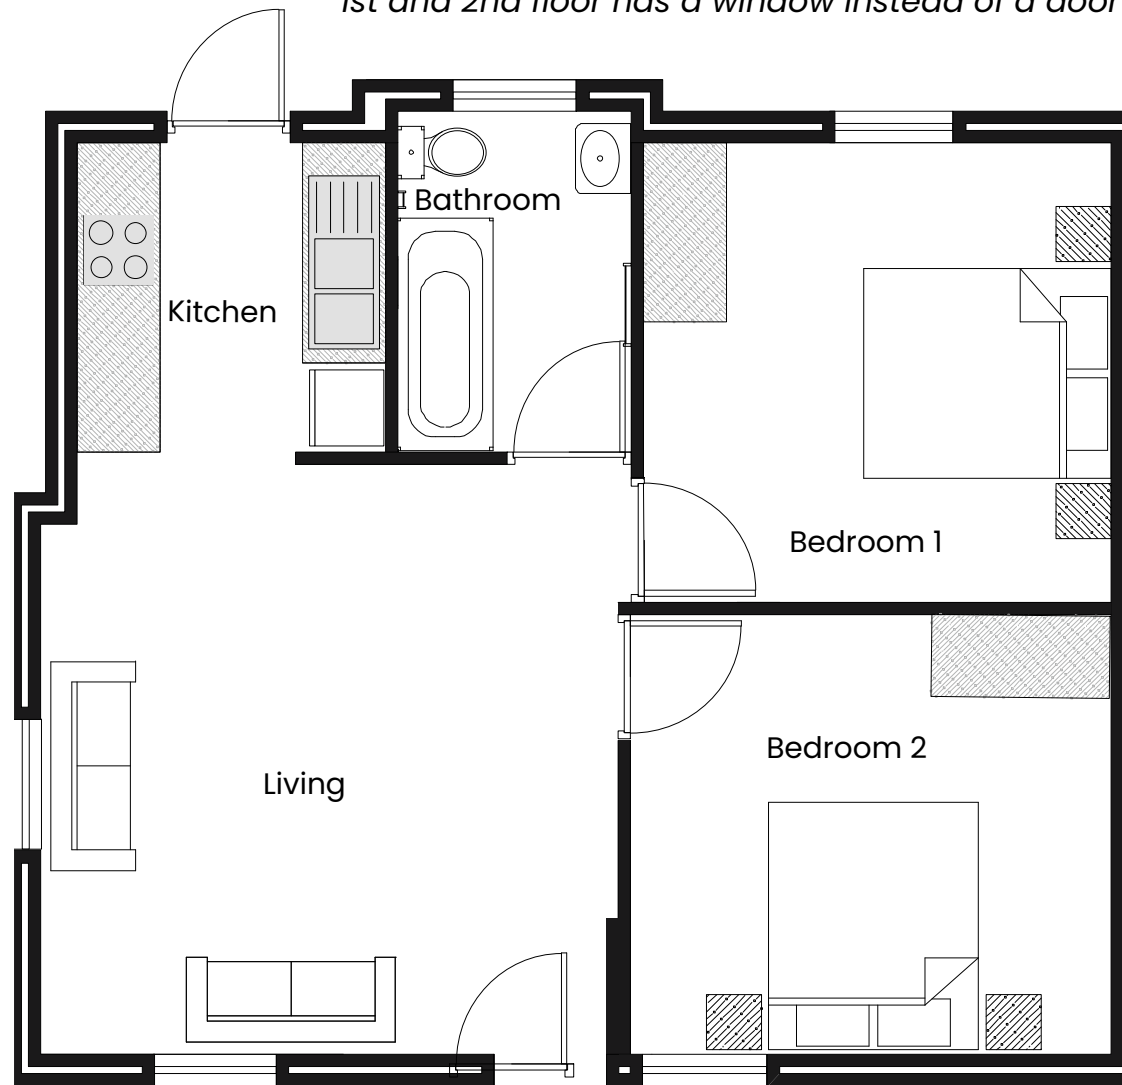 1st and 2nd floor has a window instead of a door
Bathroom
Kitchen
Bedroom 1
Bedroom 2
Living